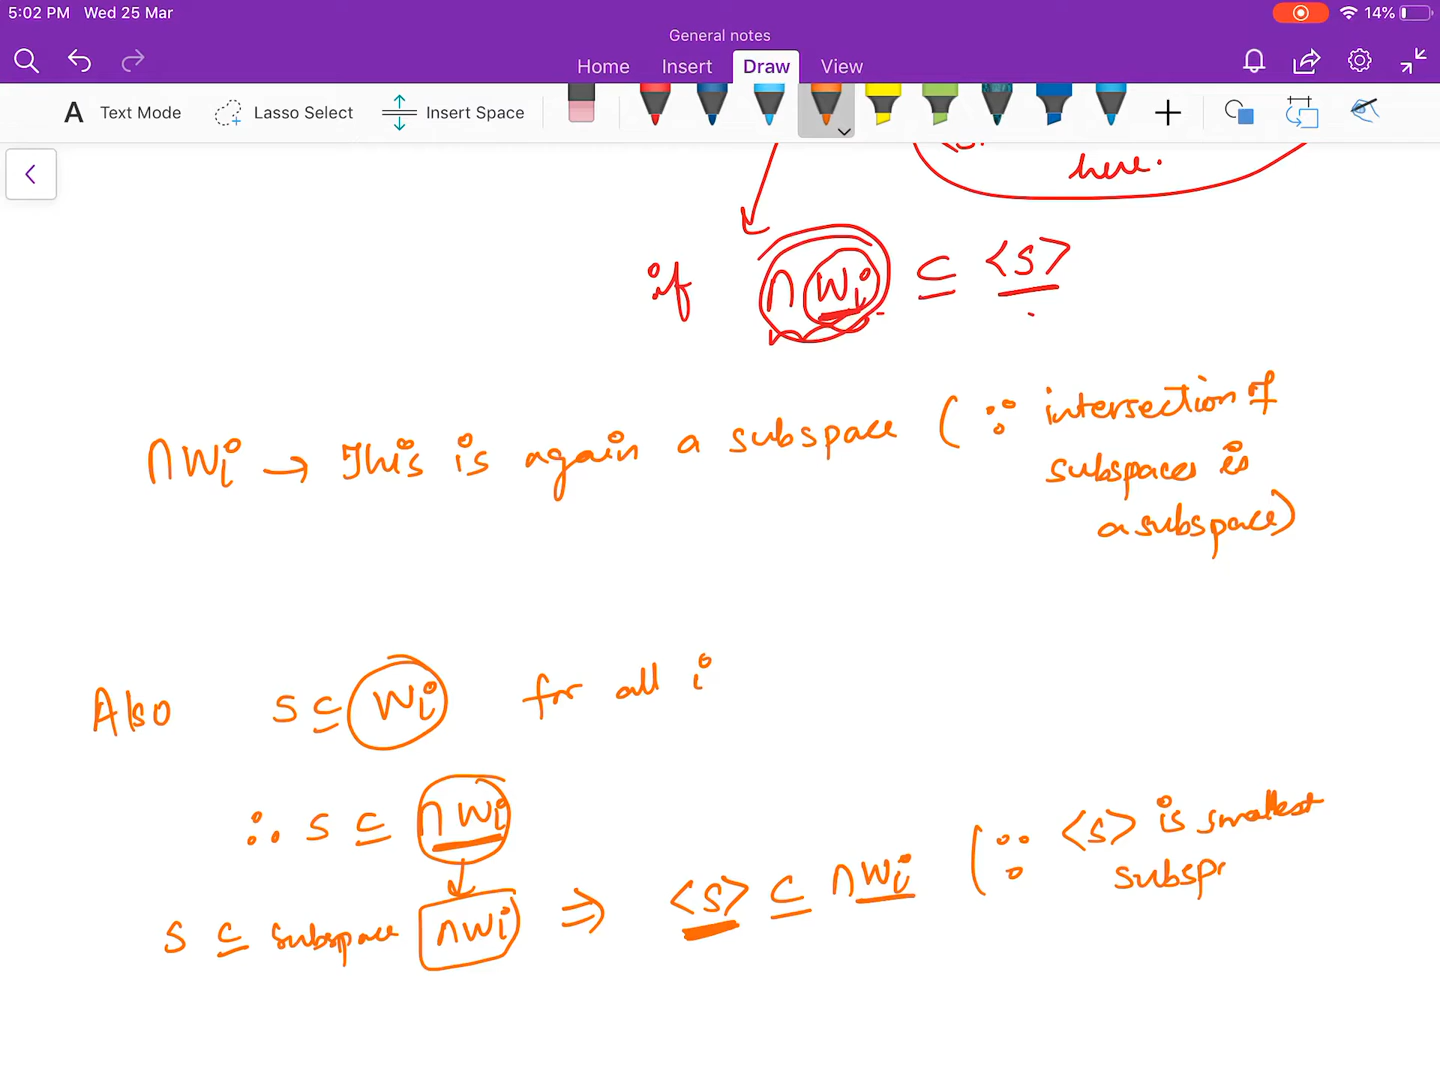 5:02 PM Wed 25 Mar 14%
General notes
Home Insert Draw View
A Text Mode Lasso Select Insert Space
here.
if ∩ Wi ⊆ <S>
∩Wi → This is again a subspace (∵ intersection of
subspaces is
a subspace)
Also S ⊆ Wi for all i
∴ S ⊆ ∩Wi
S ⊆ subspace ∩Wi ⇒ <S> ⊆ ∩Wi (∵ <S> is smallest
subsp